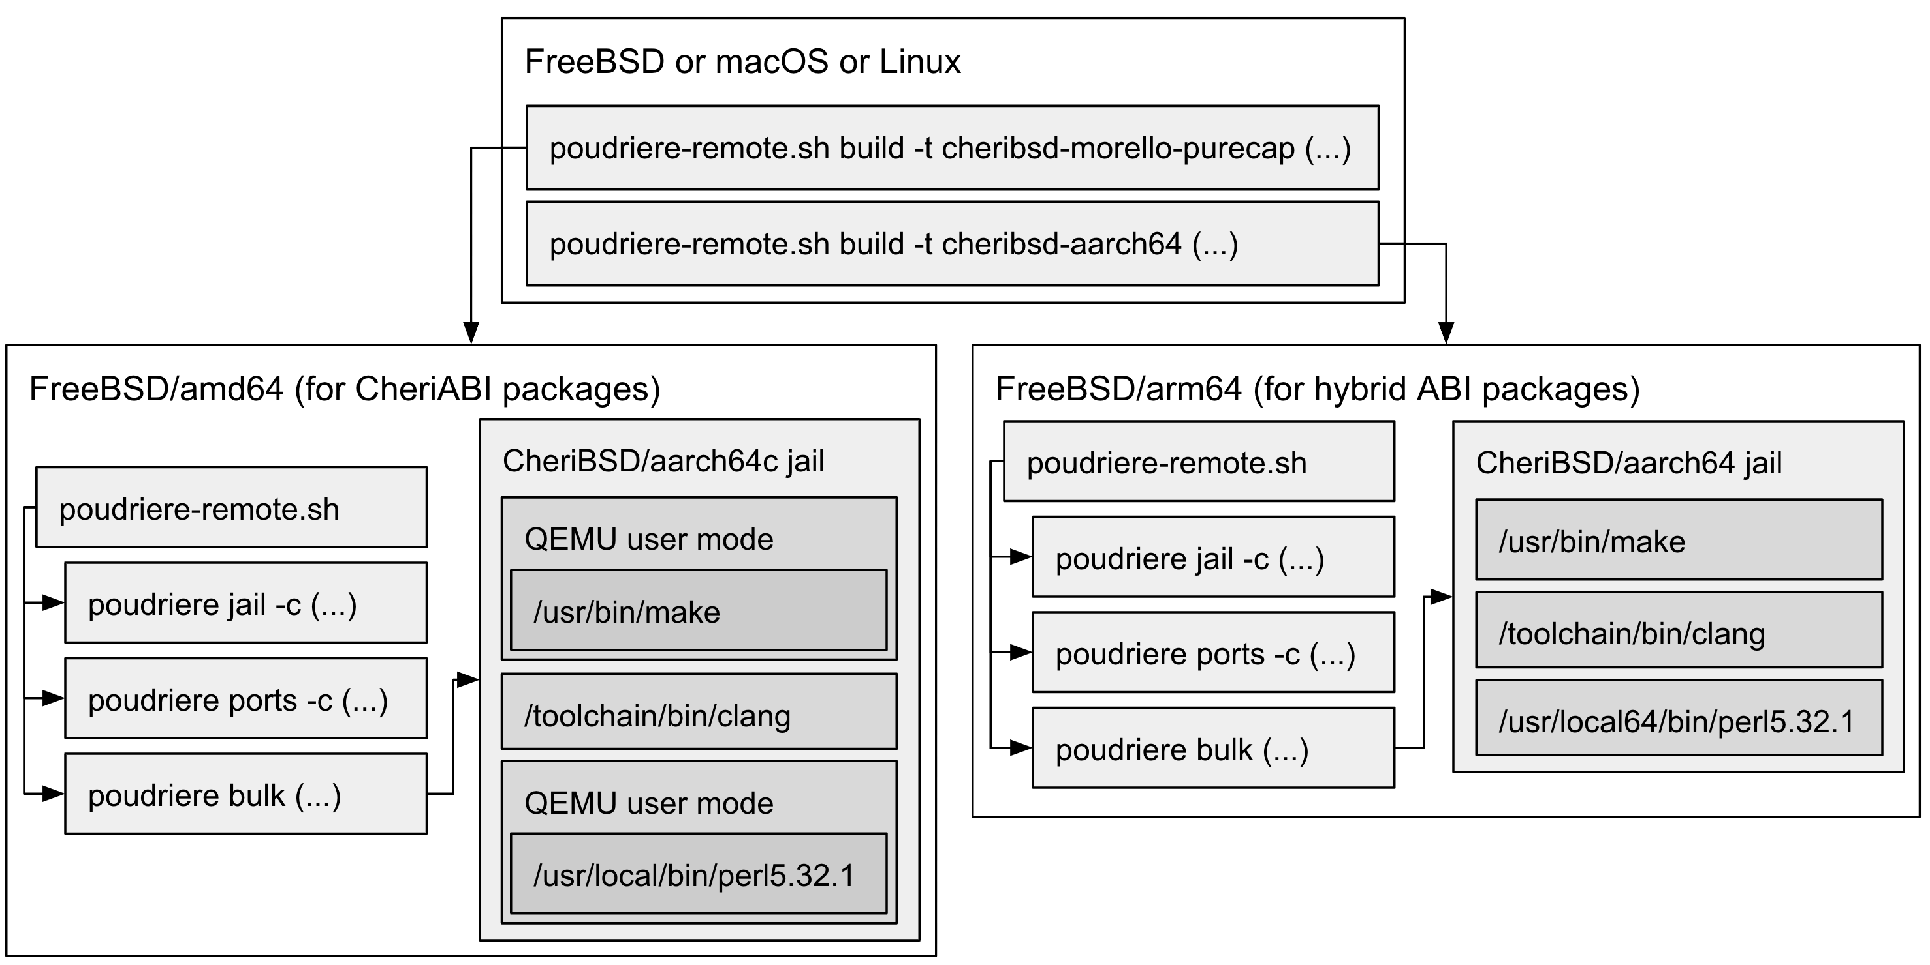 FreeBSD or macOS or Linux
poudriere-remote.sh build -t cheribsd-morello-purecap (...)
poudriere-remote.sh build -t cheribsd-aarch64 (...)
FreeBSD/amd64 (for CheriABI packages)
poudriere-remote.sh
poudriere jail -c (...)
poudriere ports -c (...)
poudriere bulk (...)
CheriBSD/aarch64c jail
QEMU user mode
/usr/bin/make
/toolchain/bin/clang
QEMU user mode
/usr/local/bin/perl5.32.1
FreeBSD/arm64 (for hybrid ABI packages)
poudriere-remote.sh
poudriere jail -c (...)
poudriere ports -c (...)
poudriere bulk (...)
CheriBSD/aarch64 jail
/usr/bin/make
/toolchain/bin/clang
/usr/local64/bin/perl5.32.1